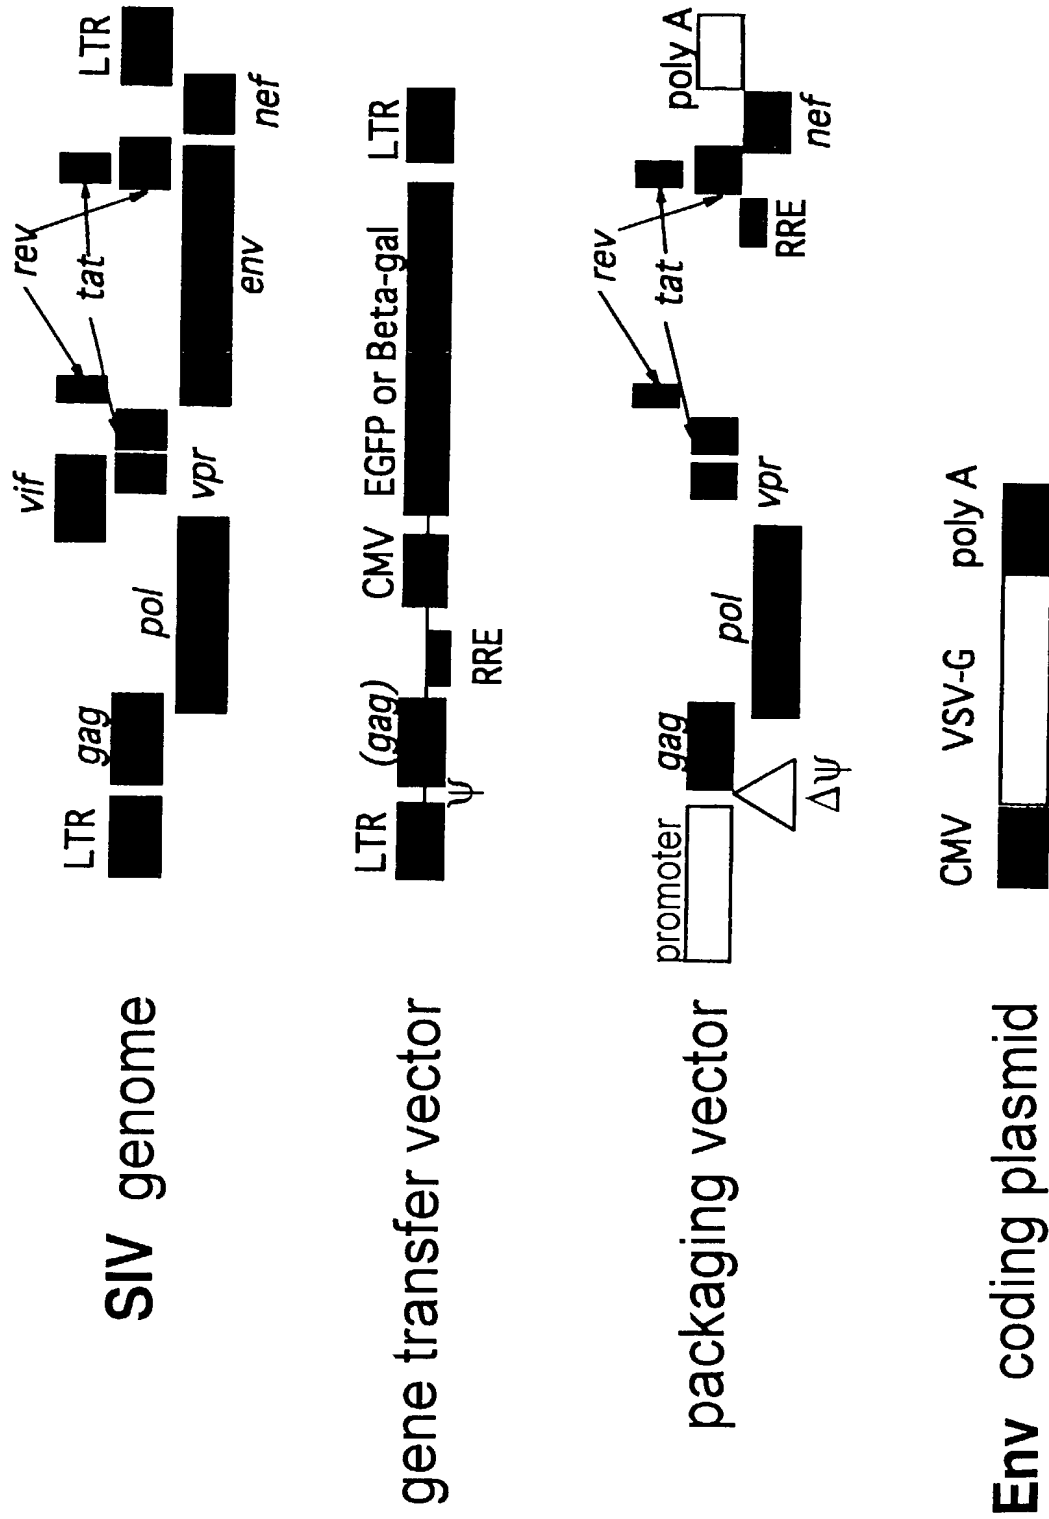 SIV genome
LTR
gag
pol
vif
vpr
rev
tat
env
nef
LTR
gene transfer vector
LTR
ψ
(gag)
RRE
CMV
EGFP or Beta-gal
LTR
packaging vector
promoter
Δψ
gag
pol
vpr
rev
tat
RRE
nef
poly A
Env coding plasmid
CMV
VSV-G
poly A